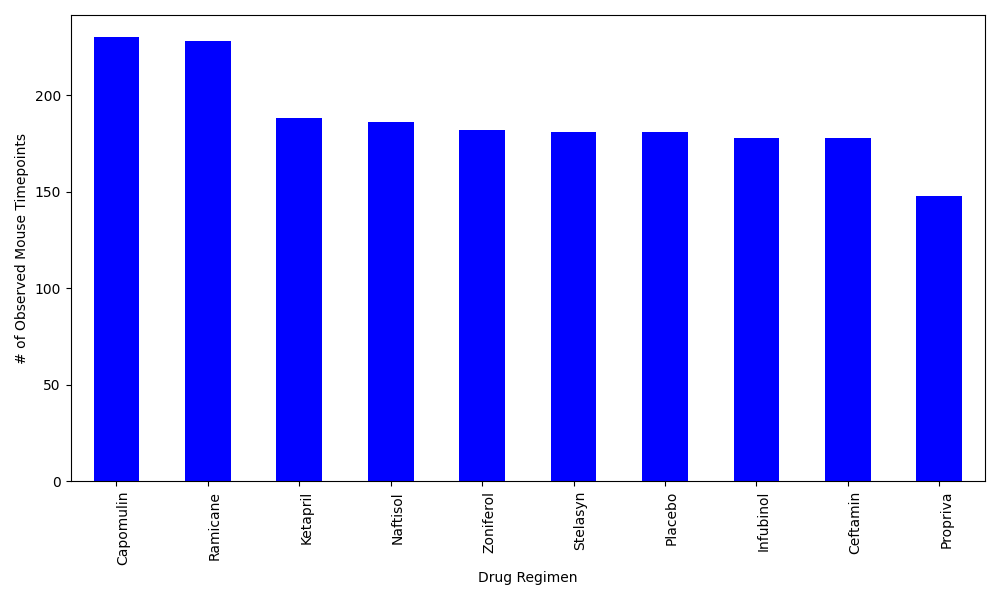 # of Observed Mouse Timepoints
200
150
100
50
0
Capomulin
Ramicane
Ketapril
Naftisol
Zoniferol
Stelasyn
Placebo
Infubinol
Ceftamin
Propriva
Drug Regimen